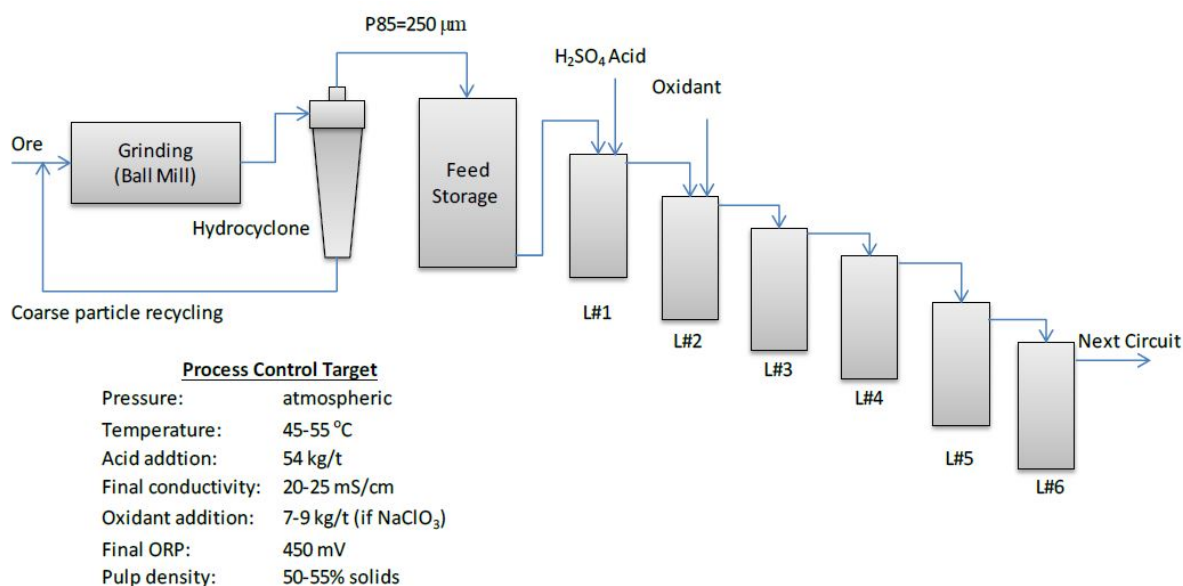 P85=250 µm
H₂SO₄ Acid
Oxidant
Ore
Grinding
(Ball Mill)
Feed
Storage
Hydrocyclone
Coarse particle recycling
L#1
L#2
L#3
L#4
L#5
L#6
Next Circuit
Process Control Target
Pressure: atmospheric
Temperature: 45-55 °C
Acid addtion: 54 kg/t
Final conductivity: 20-25 mS/cm
Oxidant addition: 7-9 kg/t (if NaClO₃)
Final ORP: 450 mV
Pulp density: 50-55% solids